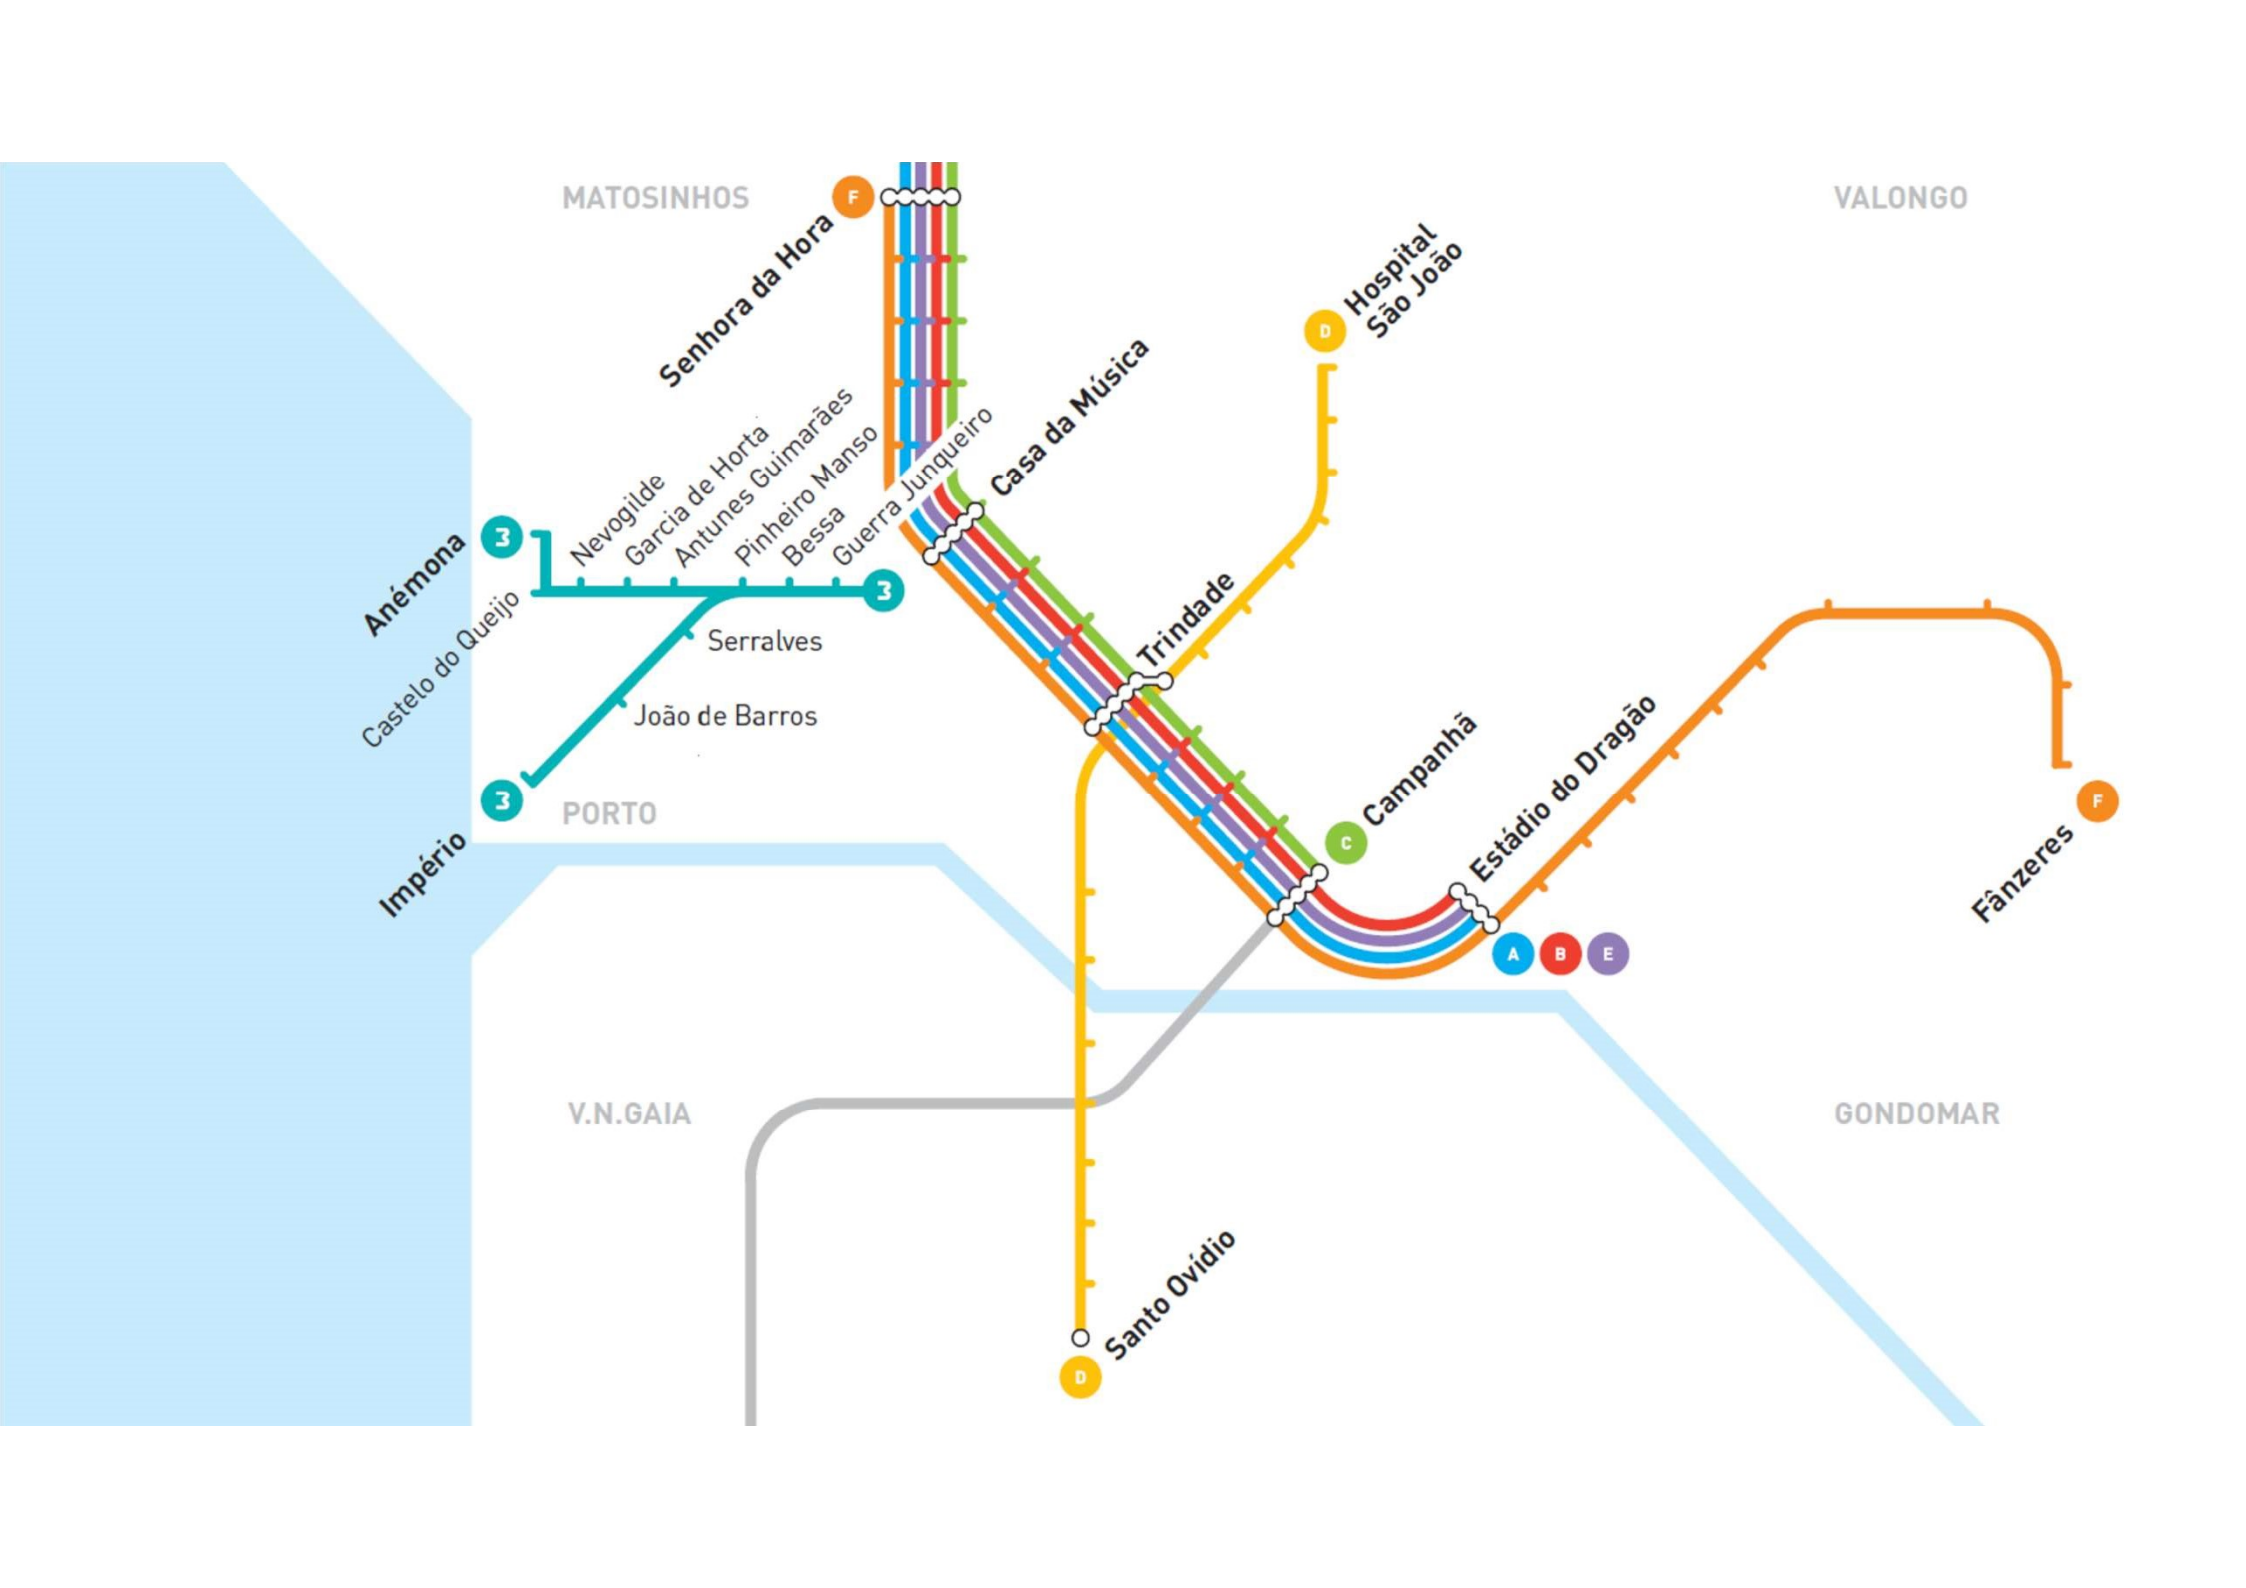 MATOSINHOS
F
VALONGO
Senhora da Hora
D
Hospital
São João
Casa da Música
Nevogilde
Garcia de Horta
Antunes Guimarães
Pinheiro Manso
Bessa
Guerra Junqueiro
3
Anémona
3
Castelo do Queijo
Serralves
João de Barros
3
Império
PORTO
Trindade
C
Campanhã
Estádio do Dragão
A B E
F
Fânzeres
V.N.GAIA
GONDOMAR
Santo Ovídio
D